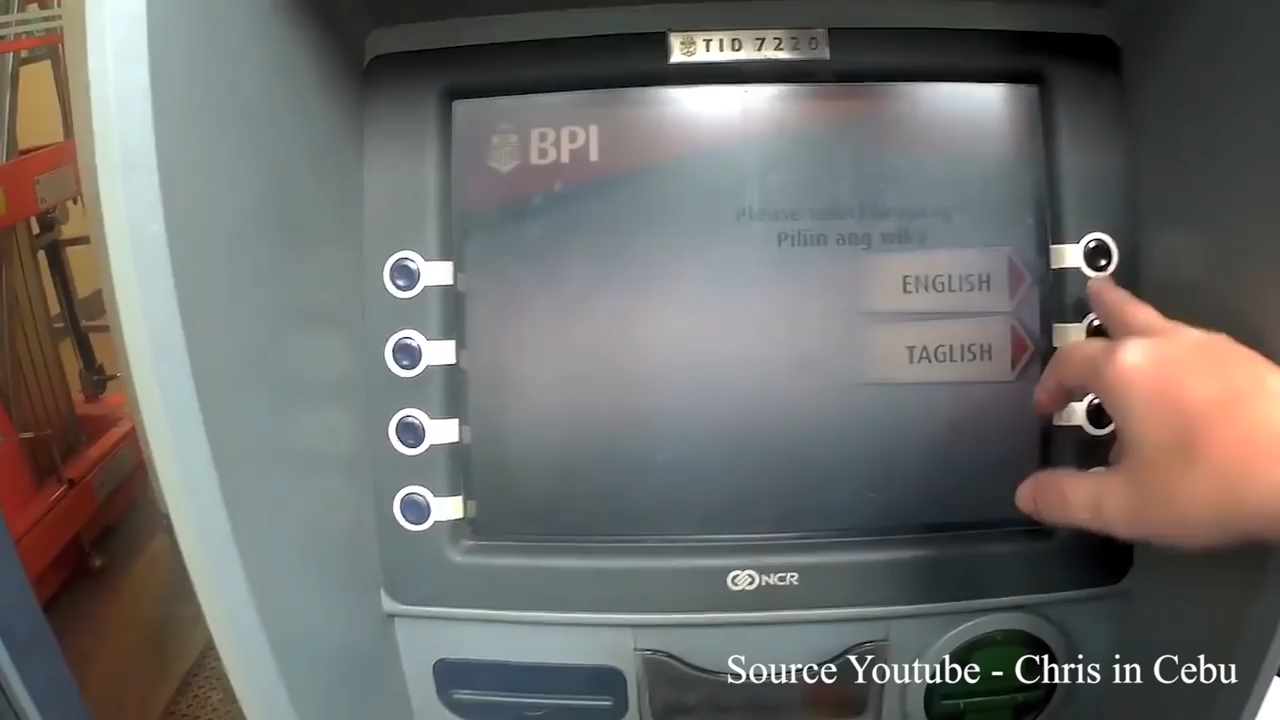 TID 7220
BPI
Please select language
Piliin ang wika
ENGLISH
TAGLISH
NCR
Source Youtube - Chris in Cebu